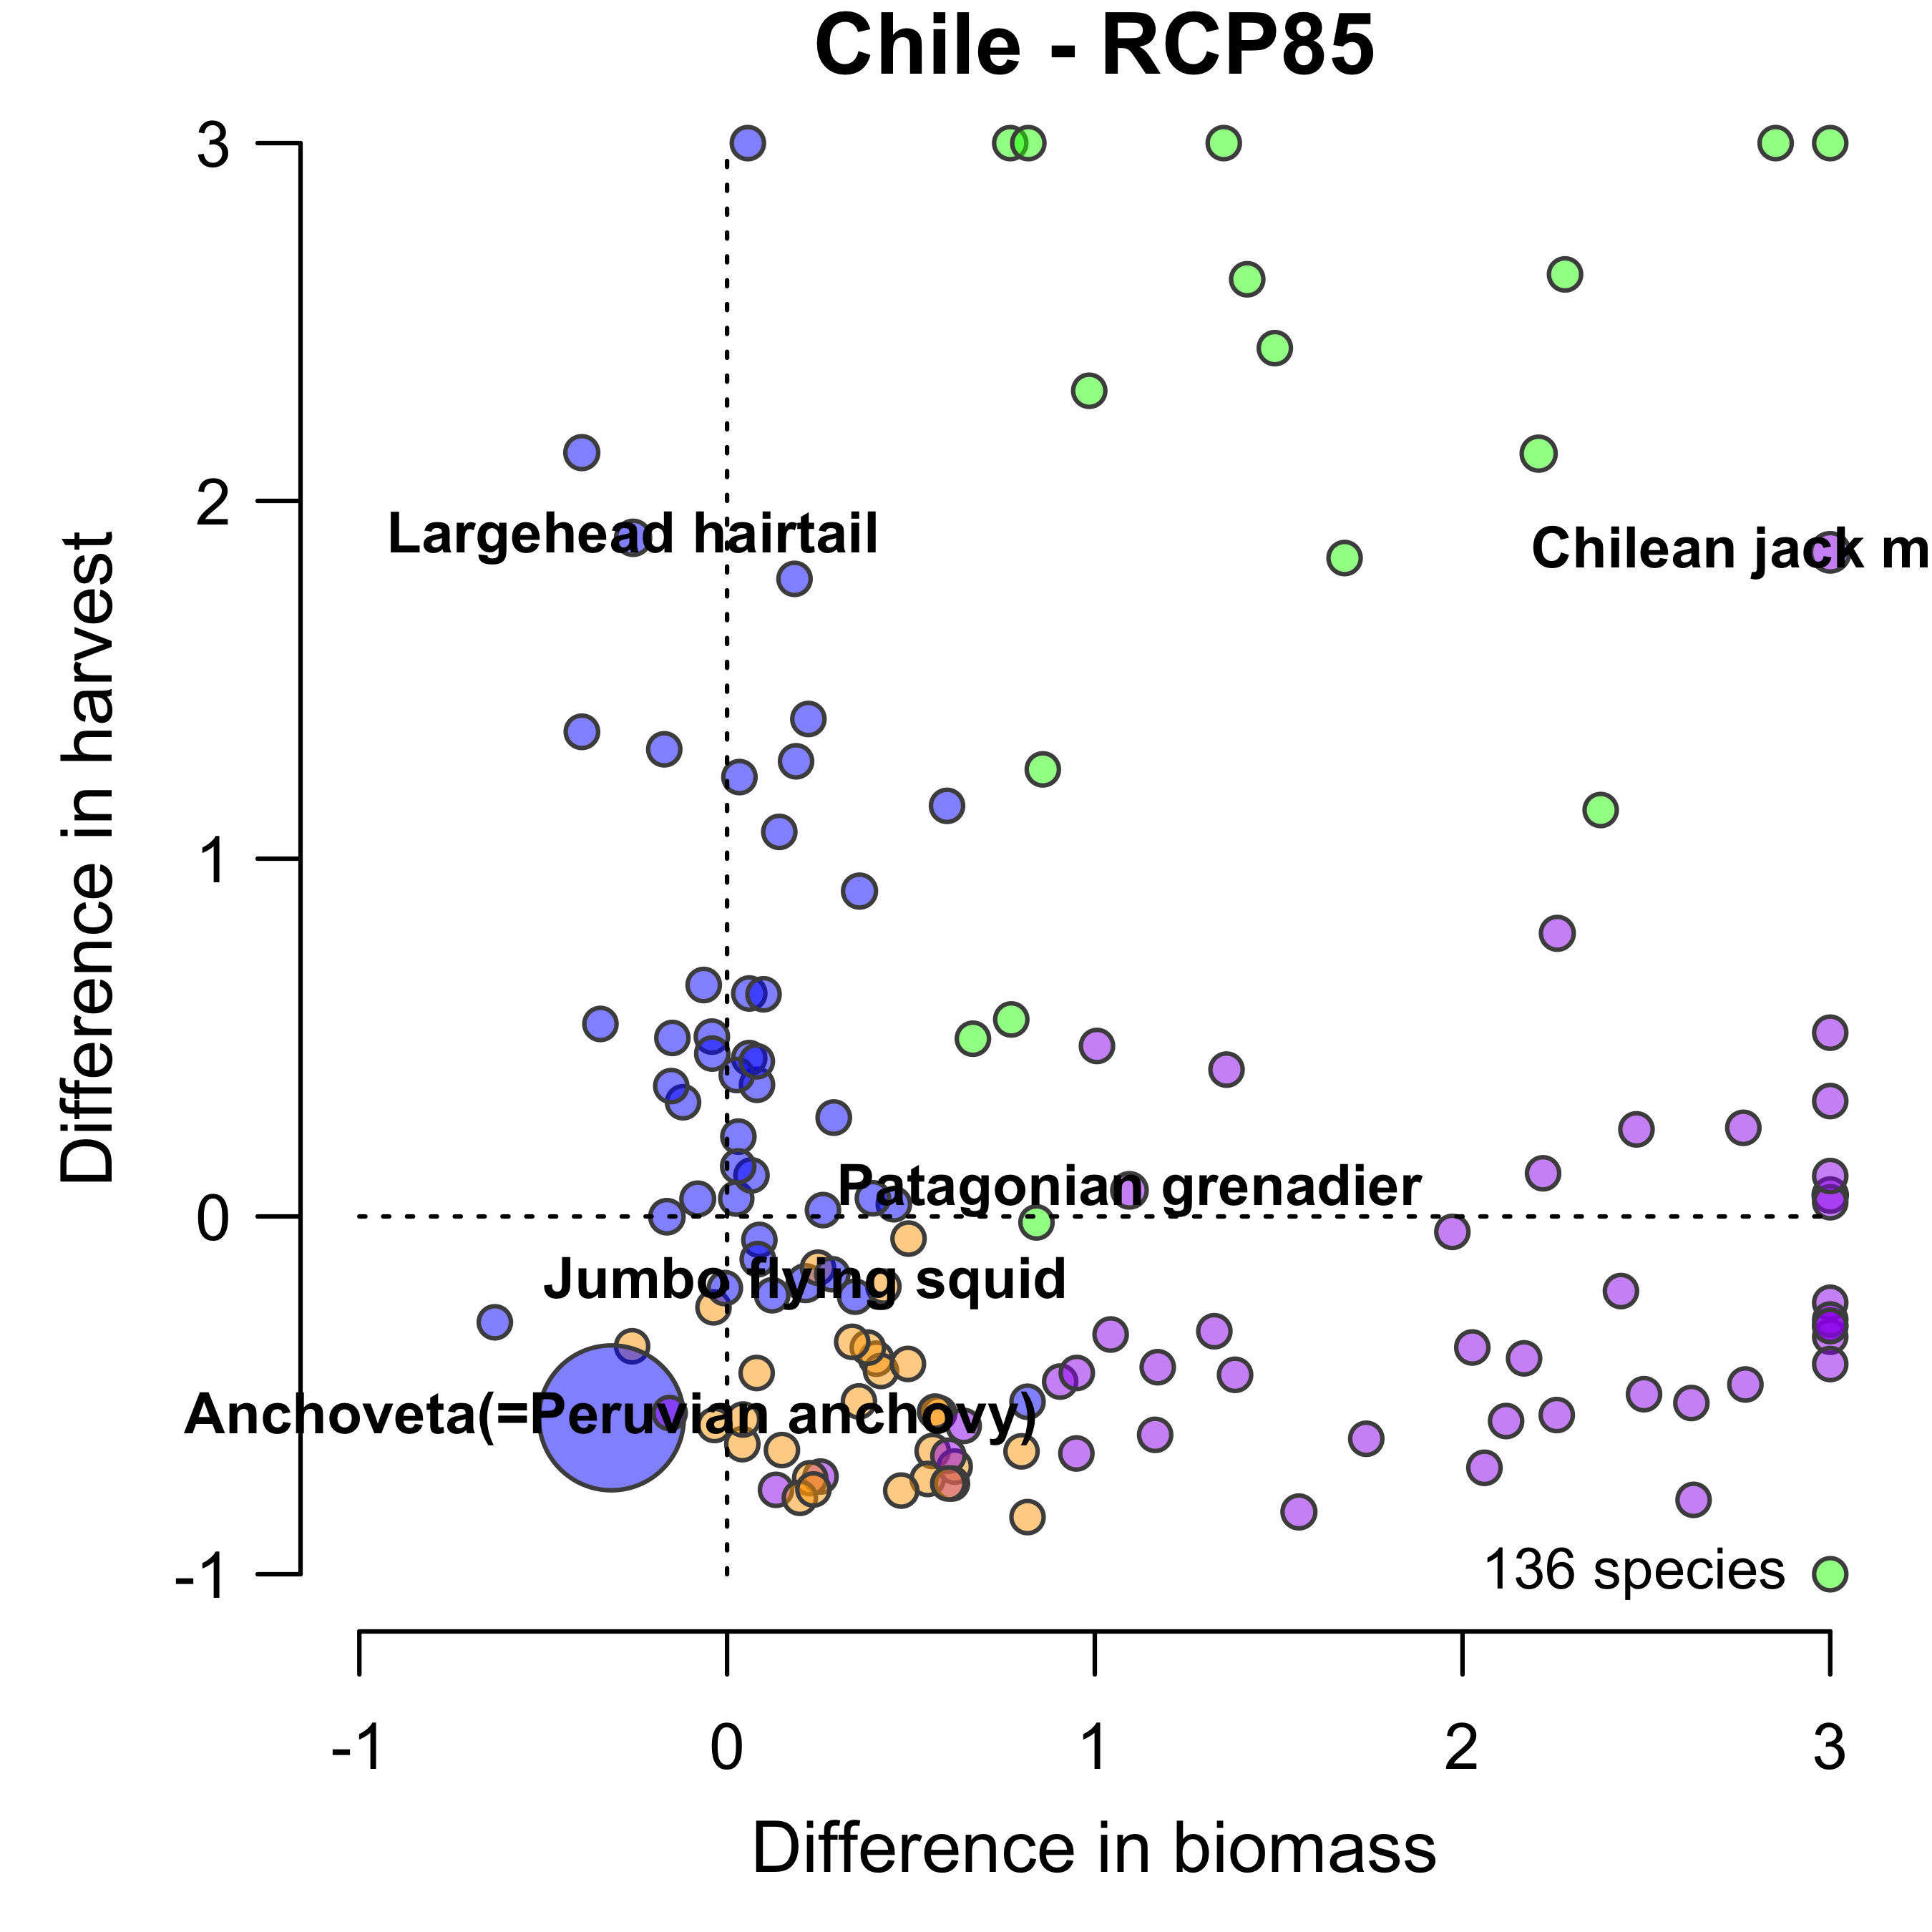 Chile - RCP85
3
2
1
0
-1
Difference in harvest
Largehead hairtail
Chilean jack m
Patagonian grenadier
Jumbo flying squid
Anchoveta(=Peruvian anchovy)
136 species
-1 0 1 2 3
Difference in biomass